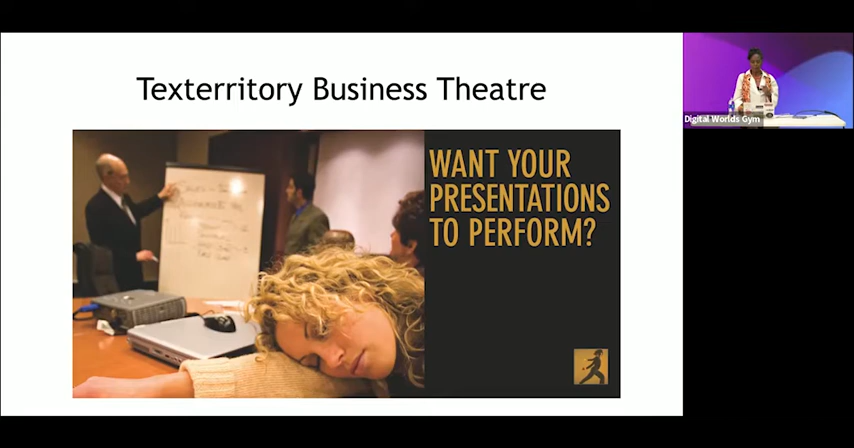 Texterritory Business Theatre
WANT YOUR
PRESENTATIONS
TO PERFORM?
Digital Worlds Gym